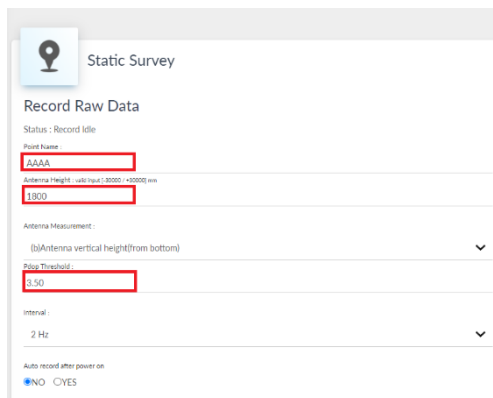 Static Survey
Record Raw Data
Status : Record Idle
Point Name :
AAAA
Antenna Height : valid input [-30000 / +30000] mm
1800
Antenna Measurement :
(b)Antenna vertical height(from bottom)
Pdop Threshold :
3.50
Interval :
2 Hz
Auto record after power on
NO YES